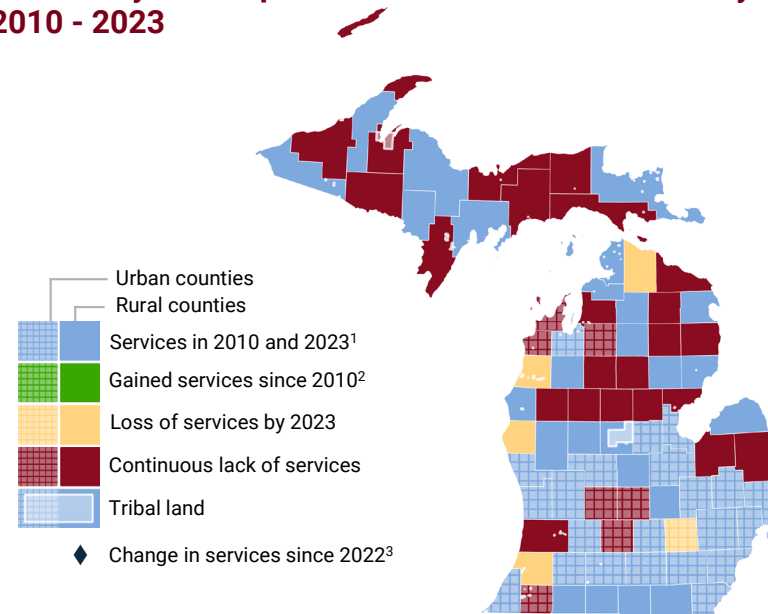 2010 - 2023
Urban counties
Rural counties
Services in 2010 and 2023¹
Gained services since 2010²
Loss of services by 2023
Continuous lack of services
Tribal land
Change in services since 2022³